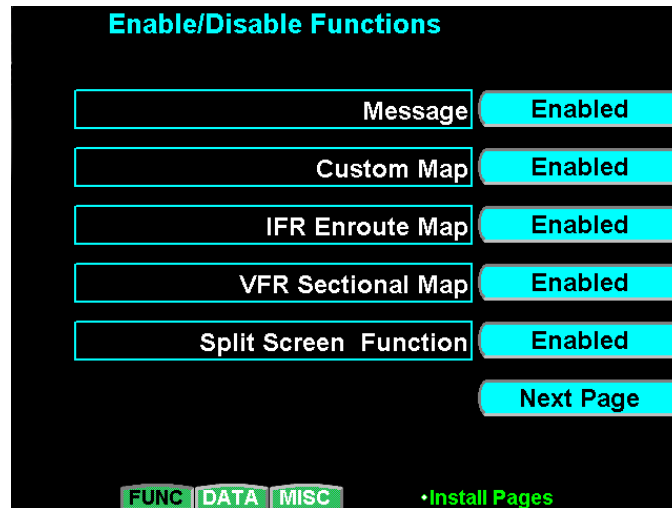 Enable/Disable Functions
Message Enabled
Custom Map Enabled
IFR Enroute Map Enabled
VFR Sectional Map Enabled
Split Screen Function Enabled
Next Page
FUNC DATA MISC •Install Pages